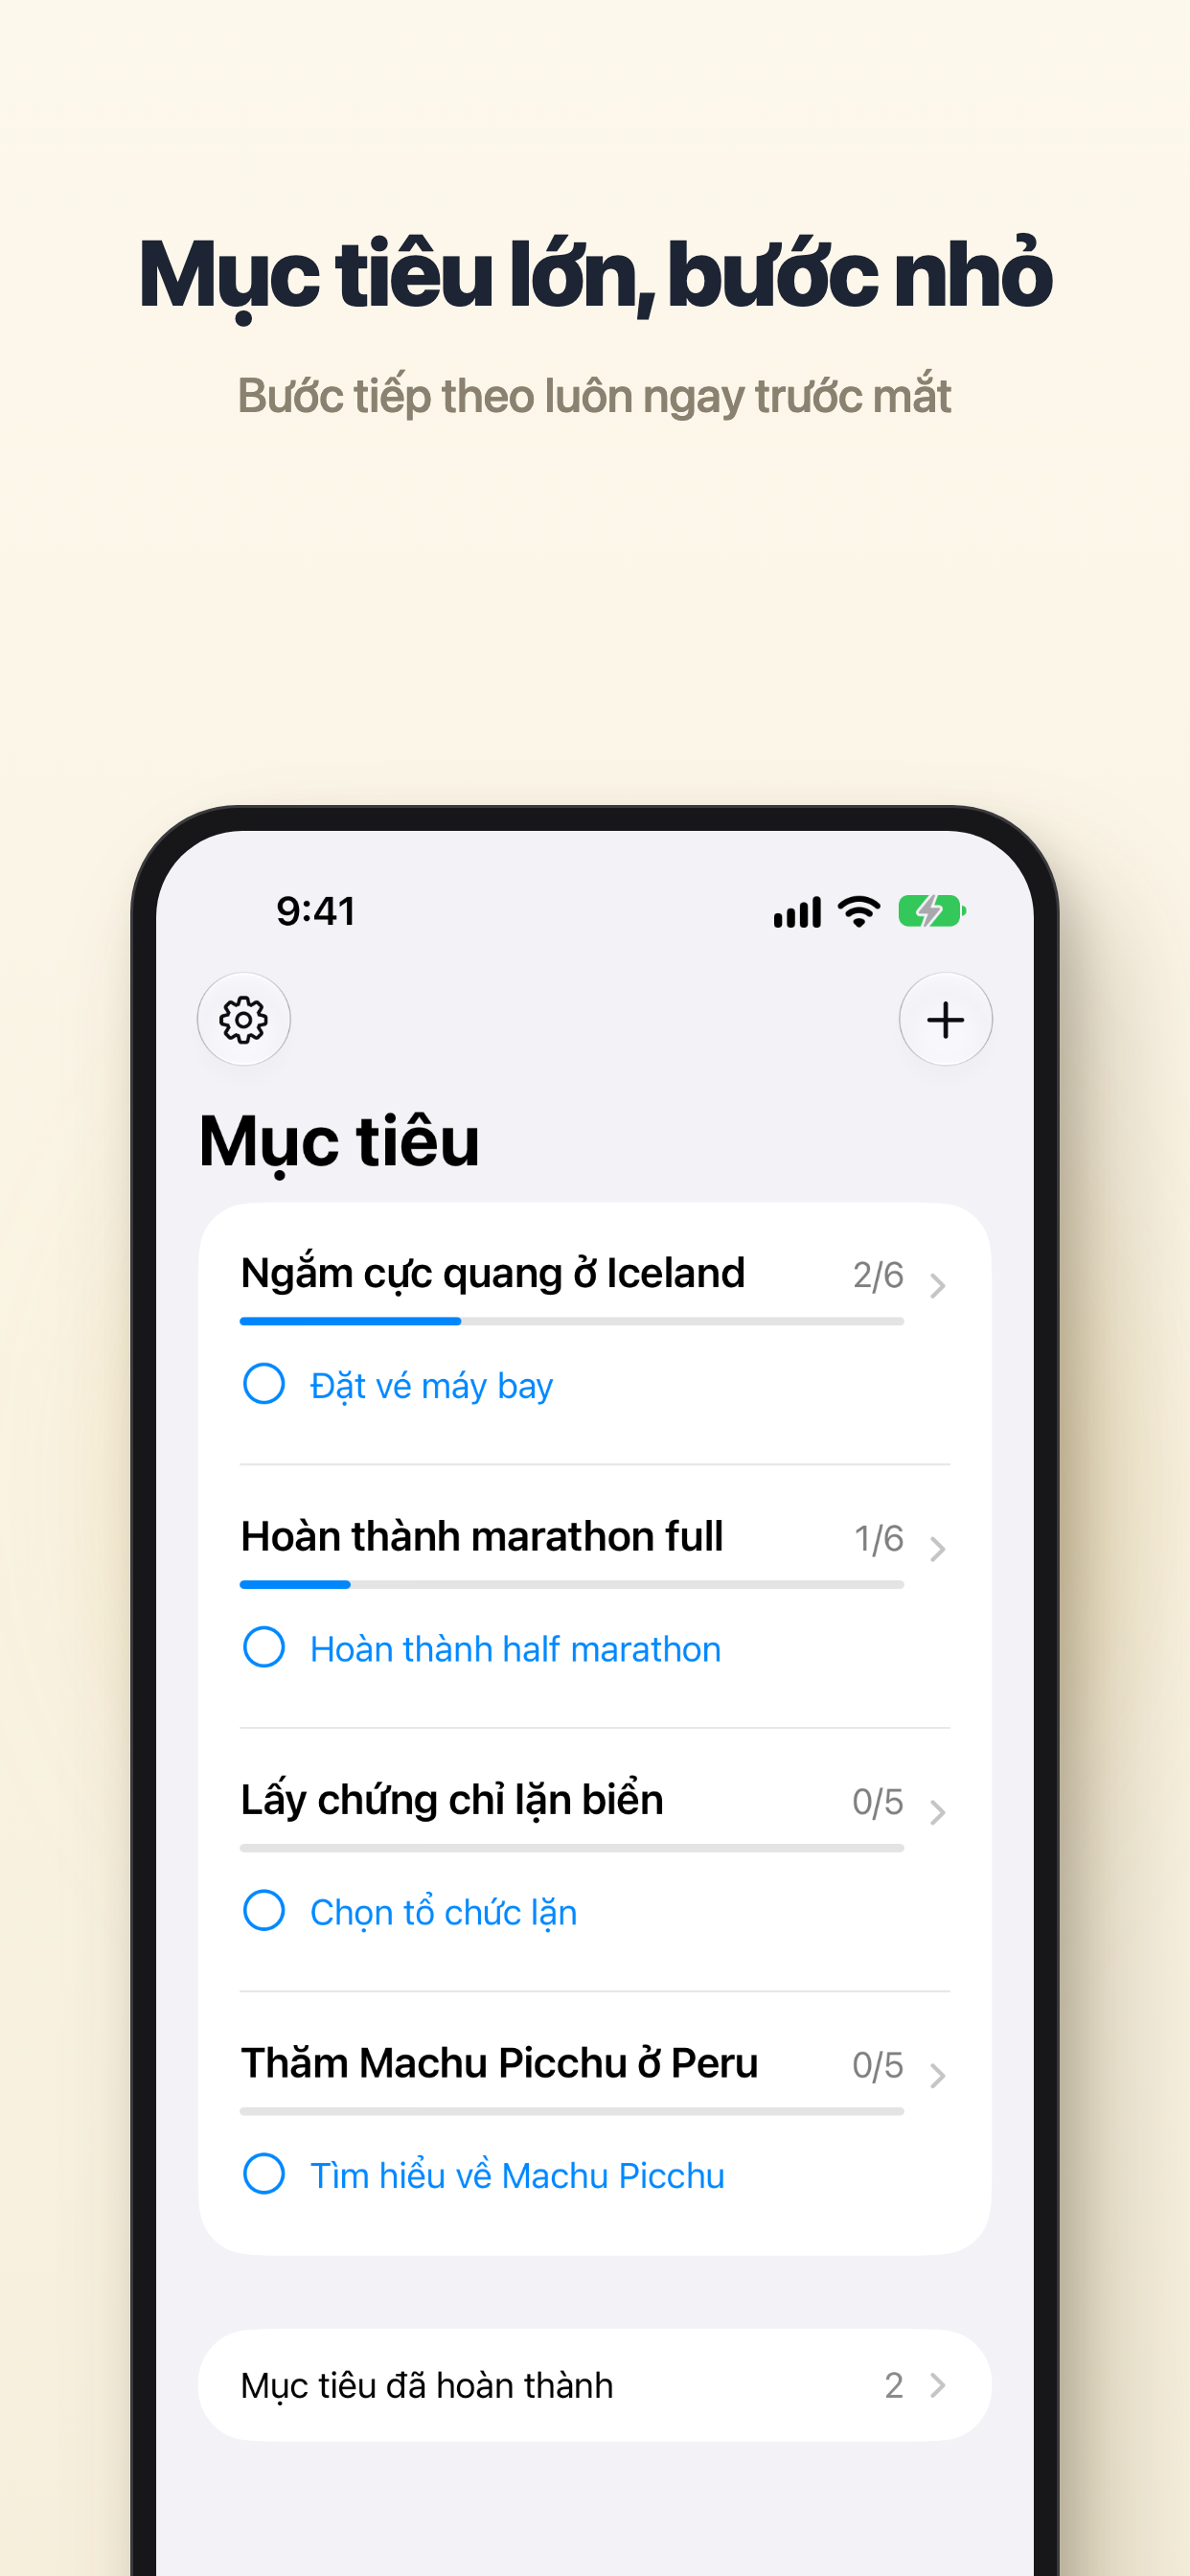 Mục tiêu lớn, bước nhỏ
Bước tiếp theo luôn ngay trước mắt
9:41
Mục tiêu
Ngắm cực quang ở Iceland 2/6
Đặt vé máy bay
Hoàn thành marathon full 1/6
Hoàn thành half marathon
Lấy chứng chỉ lặn biển 0/5
Chọn tổ chức lặn
Thăm Machu Picchu ở Peru 0/5
Tìm hiểu về Machu Picchu
Mục tiêu đã hoàn thành 2